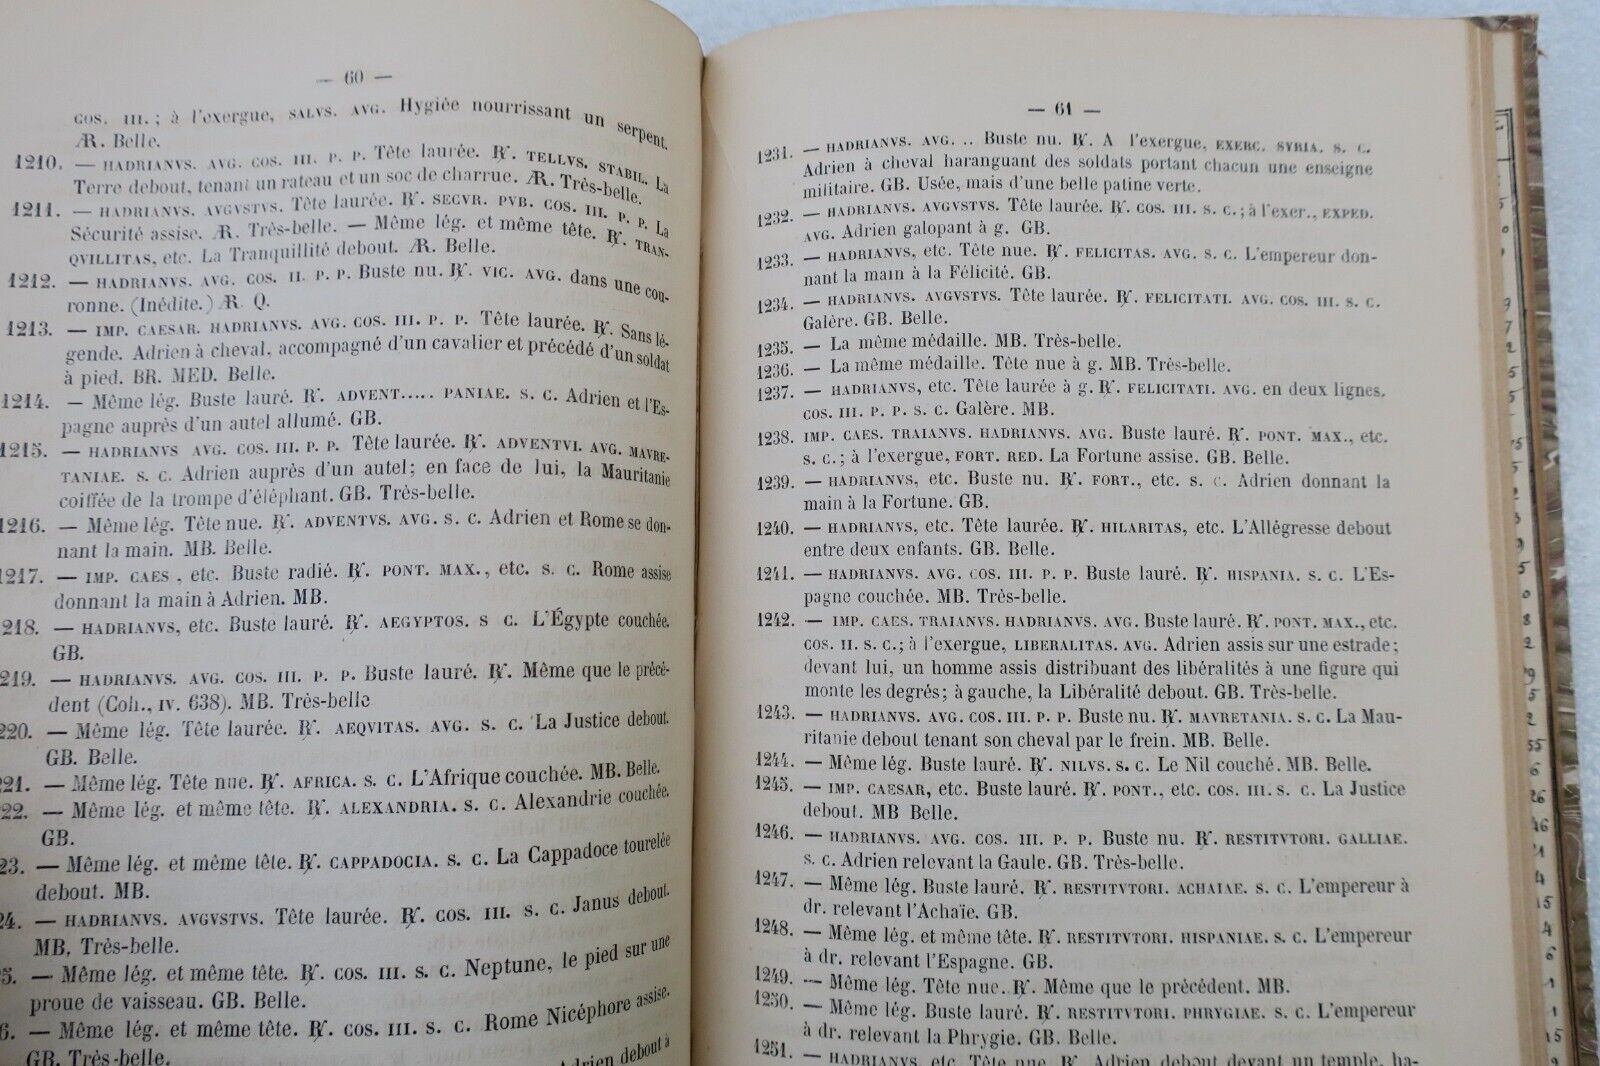 — 60 —
COS. III.; à l'exergue, SALVS. AVG. Hygiée nourrissant un serpent.
AR. Belle.
1210. — HADRIANVS. AVG. COS. III. P. P. Tête laurée. R̸. TELLVS. STABIL. La
Terre debout, tenant un rateau et un soc de charrue. AR. Très-belle.
1211. — HADRIANVS. AVGVSTVS. Tête laurée. R̸. SECVR. PVB. COS. III. P. P. La
Sécurité assise. AR. Très-belle. — Même lég. et même tête. R̸. TRAN-
QVILLITAS, etc. La Tranquillité debout. AR. Belle.
1212. — HADRIANVS. AVG. COS. II. P. P. Buste nu. R̸. VIC. AVG. dans une cou-
ronne. (Inédite.) AR Q.
1213. — IMP. CAESAR. HADRIANVS. AVG. COS. III. P. P. Tête laurée. R̸. Sans lé-
gende. Adrien à cheval, accompagné d'un cavalier et précédé d'un soldat
à pied. BR. MED. Belle.
1214. — Même lég. Buste lauré. R̸. ADVENT..... PANIAE. S. C. Adrien et l'Es-
pagne auprès d'un autel allumé. GB.
1215. — HADRIANVS AVG. COS. III. P. P. Tête laurée. R̸. ADVENTVI. AVG. MAVRE-
TANIAE. S. C. Adrien auprès d'un autel; en face de lui, la Mauritanie
coiffée de la trompe d'éléphant. GB. Très-belle.
1216. — Même lég. Tête nue. R̸. ADVENTVS. AVG. S. C. Adrien et Rome se don-
nant la main. MB. Belle.
1217. — IMP. CAES, etc. Buste radié. R̸. PONT. MAX., etc. S. C. Rome assise
donnant la main à Adrien. MB.
218. — HADRIANVS, etc. Buste lauré. R̸. AEGYPTOS. S C. L'Égypte couchée.
GB.
219. — HADRIANVS. AVG. COS. III. P. P. Buste lauré. R̸. Même que le précé-
dent (Coh., IV. 638). MB. Très-belle
220. — Même lég. Tête laurée. R̸. AEQVITAS. AVG. S. C. La Justice debout.
GB. Belle.
221. — Même lég. Tête nue. R̸. AFRICA. S. C. L'Afrique couchée. MB. Belle.
22. — Même lég. et même tête. R̸. ALEXANDRIA. S. C. Alexandrie couchée.
GB.
23. — Même lég. et même tête. R̸. CAPPADOCIA. S. C. La Cappadoce tourelée
debout. MB.
24. — HADRIANVS. AVGVSTVS. Tête laurée. R̸. COS. III. S. C. Janus debout.
MB. Très-belle.
5. — Même lég. et même tête. R̸. COS. III. S. C. Neptune, le pied sur une
proue de vaisseau. GB. Belle.
6. — Même lég. et même tête. R̸. COS. III. S. C. Rome Nicéphore assise.
GB. Très-belle.
Adrien debout à
— 61 —
1231. — HADRIANVS. AVG. .. Buste nu. R̸. A l'exergue, EXERC. SYRIA. S. C.
Adrien à cheval haranguant des soldats portant chacun une enseigne
militaire. GB. Usée, mais d'une belle patine verte.
1232. — HADRIANVS. AVGVSTVS. Tête laurée. R̸. COS. III. S. C.; à l'exer., EXPED.
AVG. Adrien galopant à g. GB.
1233. — HADRIANVS, etc. Tête nue. R̸. FELICITAS. AVG. S. C. L'empereur don-
nant la main à la Félicité. GB.
1234. — HADRIANVS. AVGVSTVS. Tête laurée. R̸. FELICITATI. AVG. COS. III. S. C.
Galère. GB. Belle.
1235. — La même médaille. MB. Très-belle.
1236. — La même médaille. Tête nue à g. MB. Très-belle.
1237. — HADRIANVS, etc. Tête laurée à g. R̸. FELICITATI. AVG. en deux lignes.
COS. III. P. P. S. C. Galère. MB.
1238. IMP. CAES. TRAIANVS. HADRIANVS. AVG. Buste lauré. R̸. PONT. MAX., etc.
S. C.; à l'exergue, FORT. RED. La Fortune assise. GB. Belle.
1239. — HADRIANVS, etc. Buste nu. R̸. FORT., etc. S. C. Adrien donnant la
main à la Fortune. GB.
1240. — HADRIANVS, etc. Tête laurée. R̸. HILARITAS, etc. L'Allégresse debout
entre deux enfants. GB. Belle.
1241. — HADRIANVS. AVG. COS. III. P. P. Buste lauré. R̸. HISPANIA. S. C. L'Es-
pagne couchée. MB. Très-belle.
1242. — IMP. CAES. TRAIANVS. HADRIANVS. AVG. Buste lauré. R̸. PONT. MAX., etc.
COS. II. S. C.; à l'exergue, LIBERALITAS. AVG. Adrien assis sur une estrade;
devant lui, un homme assis distribuant des libéralités à une figure qui
monte les degrés; à gauche, la Libéralité debout. GB. Très-belle.
1243. — HADRIANVS. AVG. COS. III. P. P. Buste nu. R̸. MAVRETANIA. S. C. La Mau-
ritanie debout tenant son cheval par le frein. MB. Belle.
1244. — Même lég. Buste lauré. R̸. NILVS. S. C. Le Nil couché. MB. Belle.
1245. — IMP. CAESAR, etc. Buste lauré. R̸. PONT., etc. COS. III. S. C. La Justice
debout. MB Belle.
1246. — HADRIANVS. AVG. COS. III. P. P. Buste nu. R̸. RESTITVTORI. GALLIAE.
S. C. Adrien relevant la Gaule. GB. Très-belle.
1247. — Même lég. Buste lauré. R̸. RESTITVTORI. ACHAIAE. S. C. L'empereur à
dr. relevant l'Achaïe. GB.
1248. — Même lég. et même tête. R̸. RESTITVTORI. HISPANIAE. S. C. L'empereur
à dr. relevant l'Espagne. GB.
1249. — Même lég. Tête nue. R̸. Même que le précédent. MB.
1250. — Même lég. Buste lauré. R̸. RESTITVTORI. PHRYGIAE. S. C. L'empereur
à dr. relevant la Phrygie. GB. Belle.
1251. — HADRIANVS, etc. Tête nue. R̸. Adrien debout devant un temple, ha-